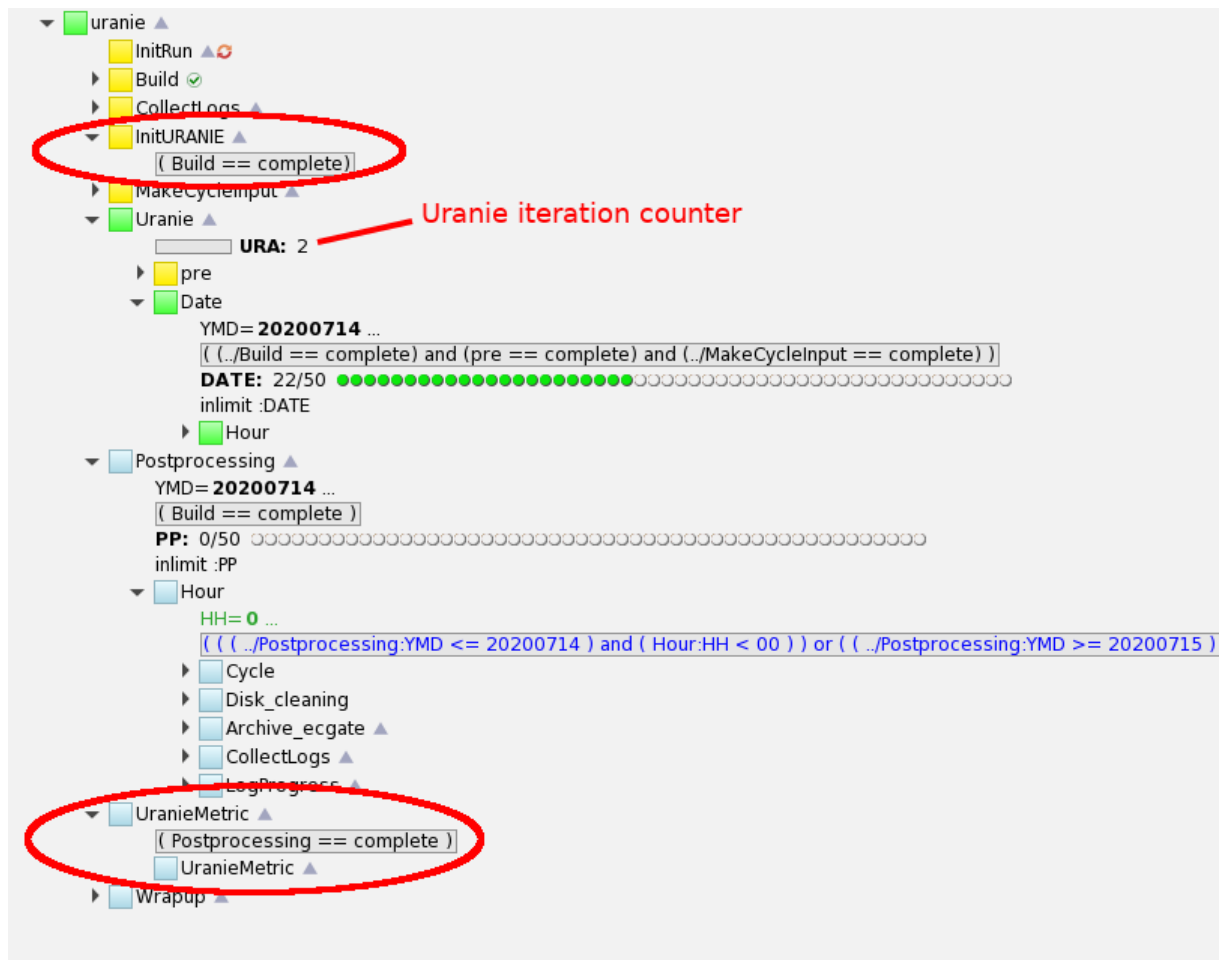 uranie
InitRun
Build
CollectLogs
InitURANIE
( Build == complete)
MakeCycleInput
Uranie
Uranie iteration counter
URA: 2
pre
Date
YMD= 20200714 ...
( (../Build == complete) and (pre == complete) and (../MakeCycleInput == complete) )
DATE: 22/50
inlimit :DATE
Hour
Postprocessing
YMD= 20200714 ...
( Build == complete )
PP: 0/50
inlimit :PP
Hour
HH= 0 ...
( ( ( ../Postprocessing:YMD <= 20200714 ) and ( Hour:HH < 00 ) ) or ( ( ../Postprocessing:YMD >= 20200715 )
Cycle
Disk_cleaning
Archive_ecgate
CollectLogs
LogProgress
UranieMetric
( Postprocessing == complete )
UranieMetric
Wrapup